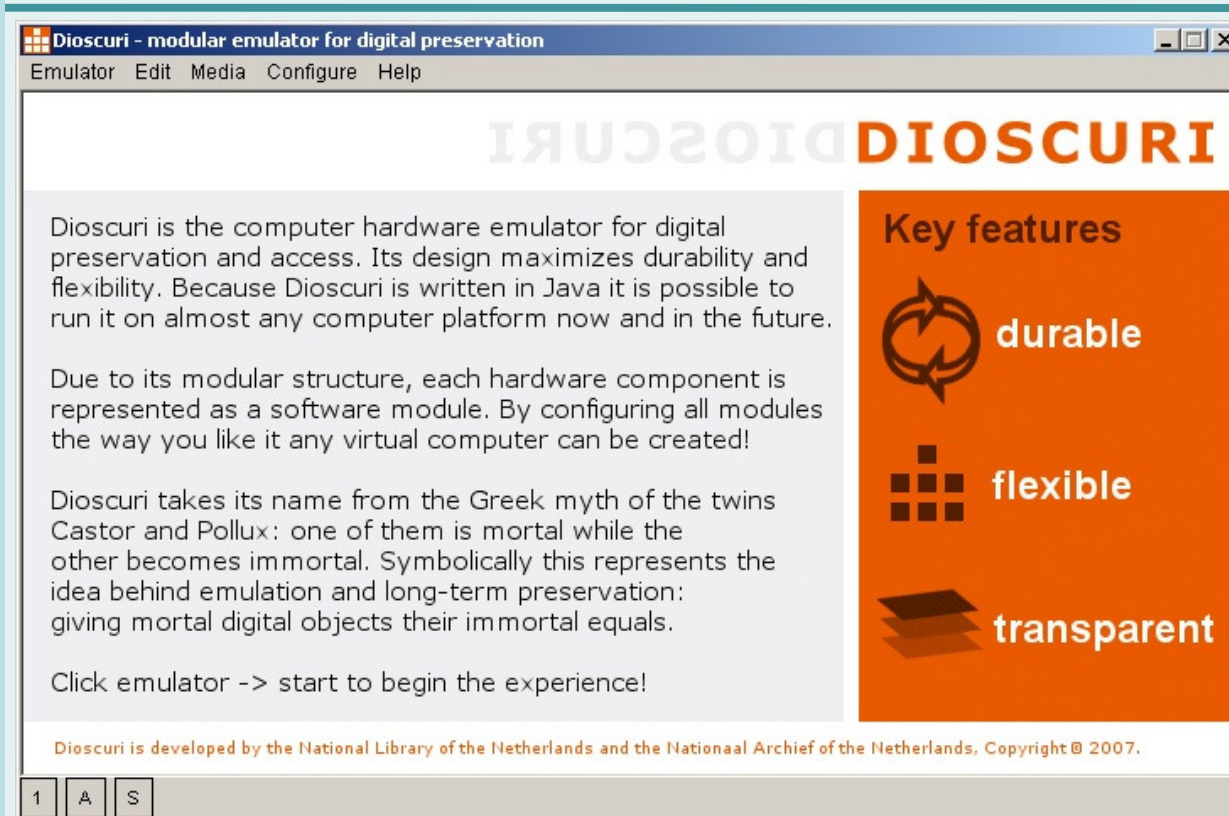 Dioscuri - modular emulator for digital preservation
Emulator Edit Media Configure Help
DIOSCURI DIOSCURI
Dioscuri is the computer hardware emulator for digital
preservation and access. Its design maximizes durability and
flexibility. Because Dioscuri is written in Java it is possible to
run it on almost any computer platform now and in the future.
Due to its modular structure, each hardware component is
represented as a software module. By configuring all modules
the way you like it any virtual computer can be created!
Dioscuri takes its name from the Greek myth of the twins
Castor and Pollux: one of them is mortal while the
other becomes immortal. Symbolically this represents the
idea behind emulation and long-term preservation:
giving mortal digital objects their immortal equals.
Click emulator -> start to begin the experience!
Key features
durable
flexible
transparent
Dioscuri is developed by the National Library of the Netherlands and the Nationaal Archief of the Netherlands, Copyright © 2007.
1 A S